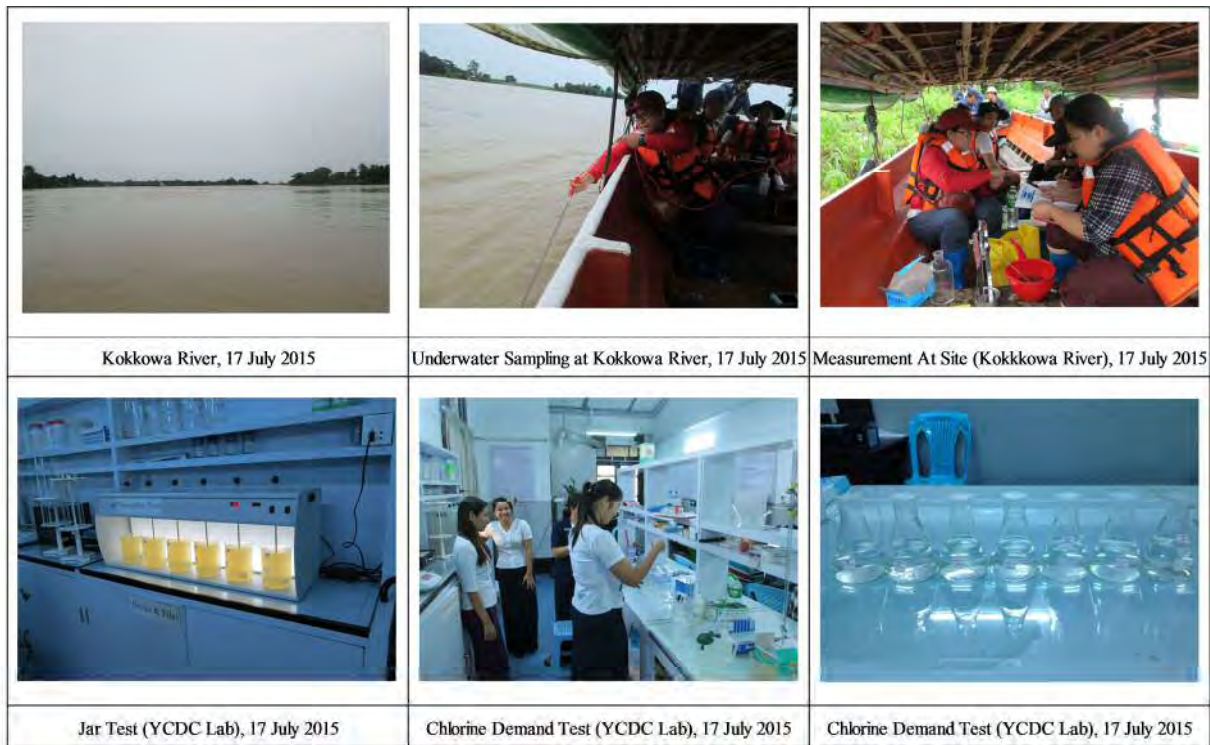 Kokkowa River, 17 July 2015
Underwater Sampling at Kokkowa River, 17 July 2015
Measurement At Site (Kokkkowa River), 17 July 2015
Jar Test (YCDC Lab), 17 July 2015
Chlorine Demand Test (YCDC Lab), 17 July 2015
Chlorine Demand Test (YCDC Lab), 17 July 2015